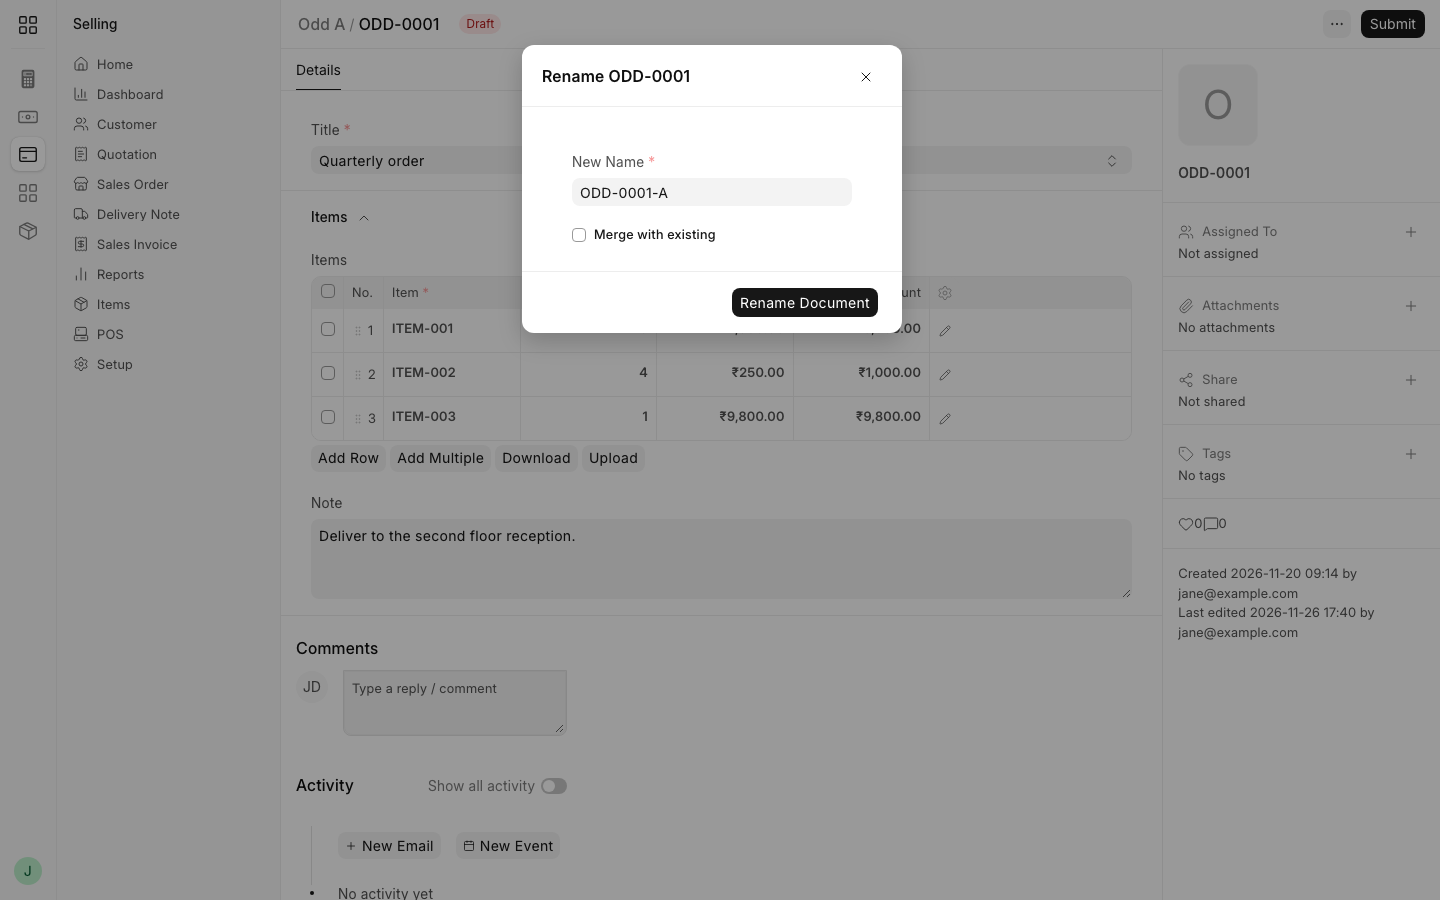 Selling
Home
Dashboard
Customer
Quotation
Sales Order
Delivery Note
Sales Invoice
Reports
Items
POS
Setup
J
Odd A / ODD-0001
Draft
Submit
Details
Title *
Quarterly order
Items
Items
No.
Item *
1
ITEM-001
2
ITEM-002
4
₹250.00
₹1,000.00
3
ITEM-003
1
₹9,800.00
₹9,800.00
Add Row
Add Multiple
Download
Upload
Note
Deliver to the second floor reception.
Comments
JD
Type a reply / comment
Activity
Show all activity
New Email
New Event
No activity yet
Rename ODD-0001
New Name *
ODD-0001-A
Merge with existing
Rename Document
O
ODD-0001
Assigned To
Not assigned
Attachments
No attachments
Share
Not shared
Tags
No tags
0
0
Created 2026-11-20 09:14 by
jane@example.com
Last edited 2026-11-26 17:40 by
jane@example.com